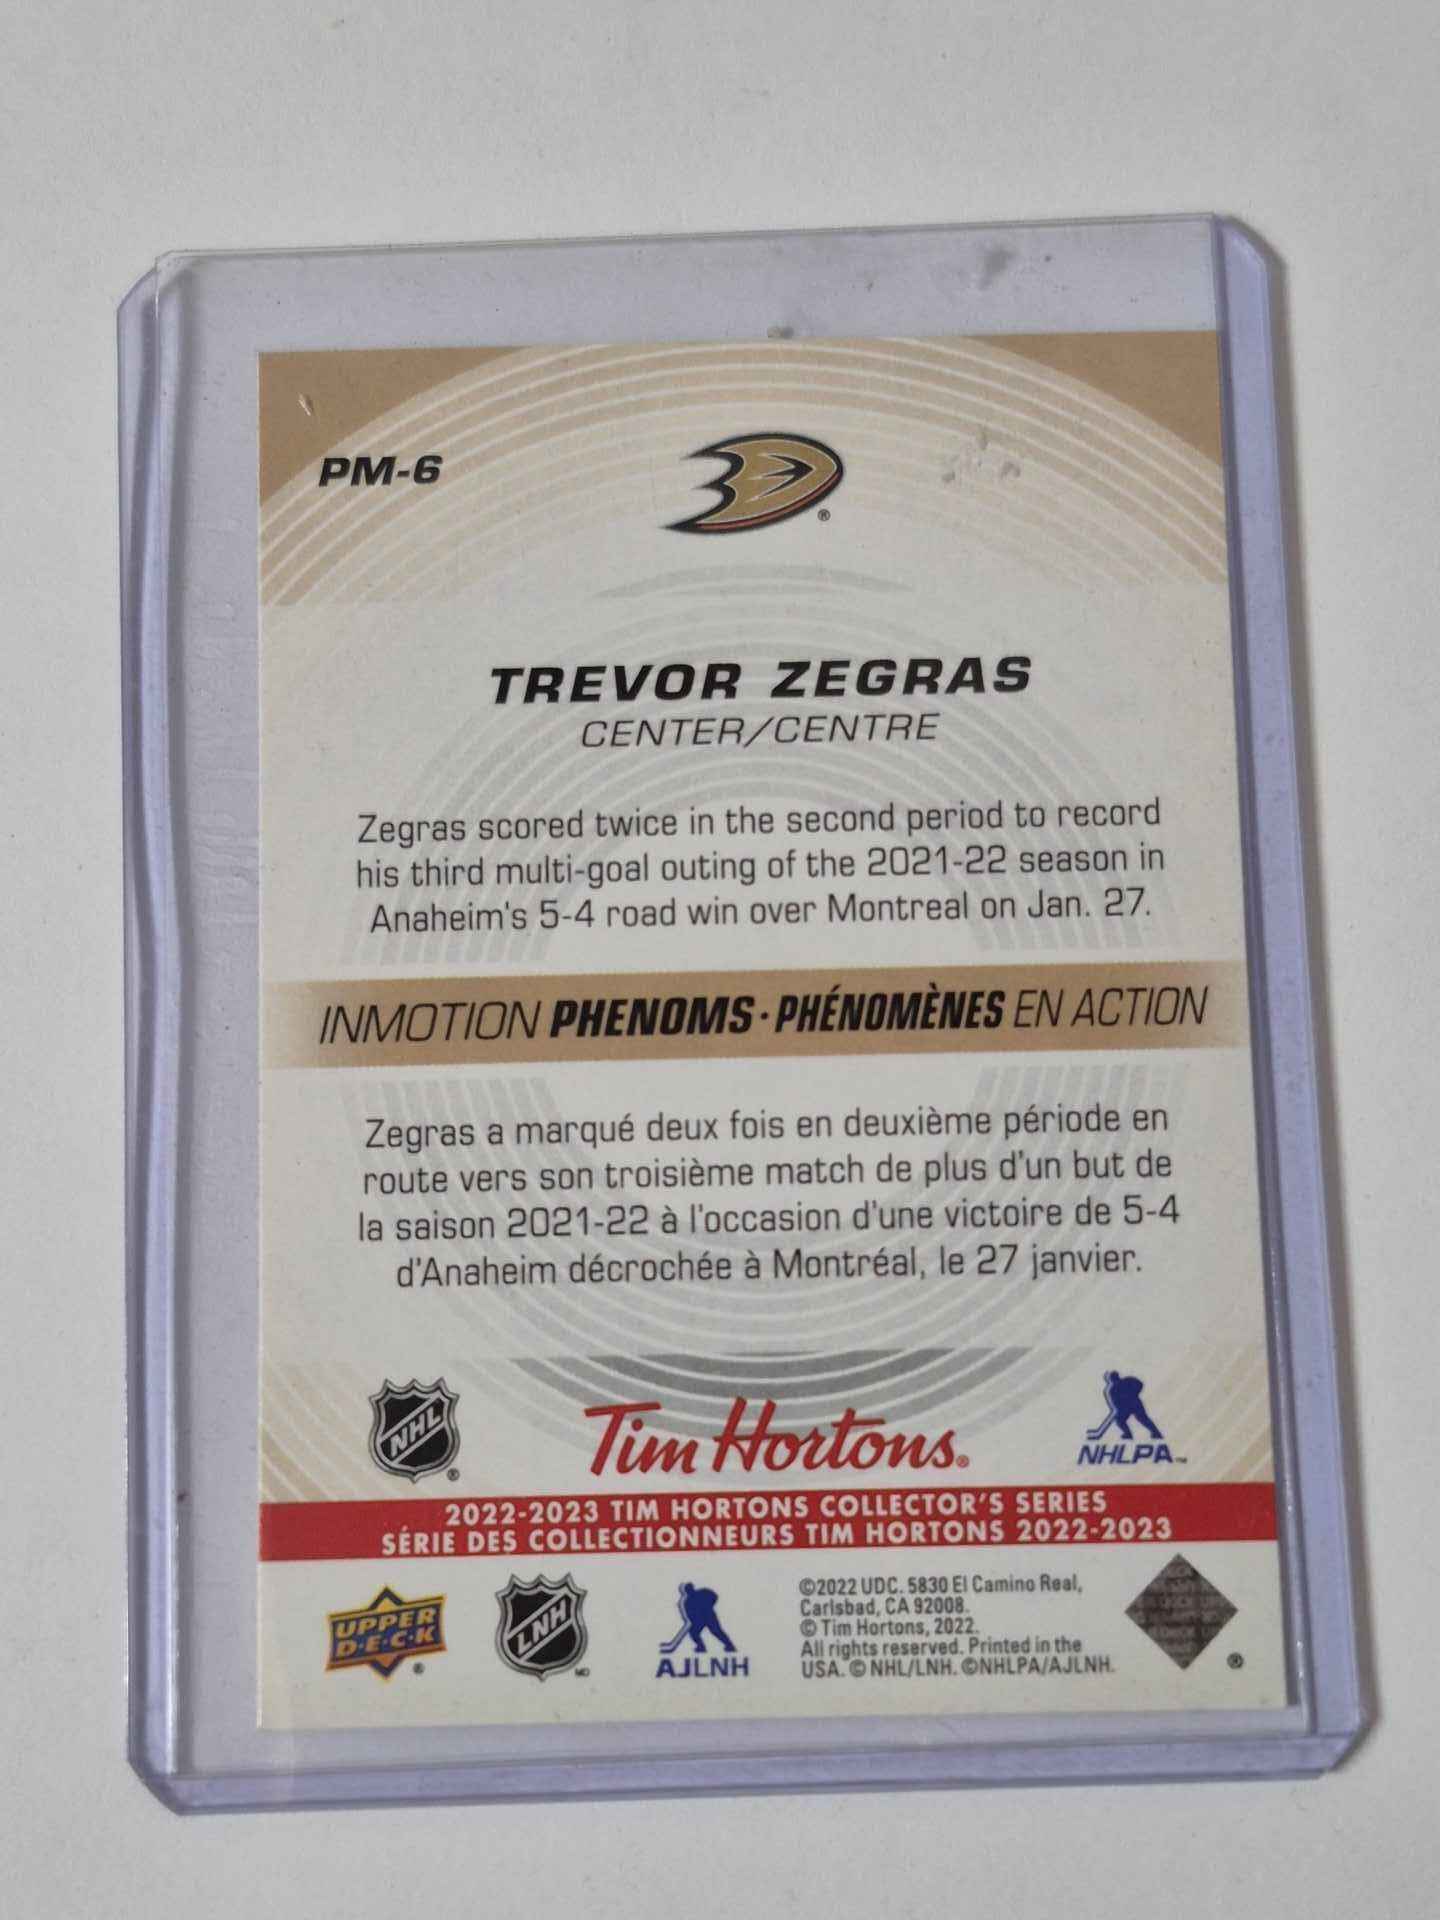 PM-6
®
TREVOR ZEGRAS
CENTER/CENTRE
Zegras scored twice in the second period to record
his third multi-goal outing of the 2021-22 season in
Anaheim's 5-4 road win over Montreal on Jan. 27.
INMOTION PHENOMS · PHÉNOMÈNES EN ACTION
Zegras a marqué deux fois en deuxième période en
route vers son troisième match de plus d'un but de
la saison 2021-22 à l'occasion d'une victoire de 5-4
d'Anaheim décrochée à Montréal, le 27 janvier.
NHL ®
Tim Hortons®
NHLPA™
2022-2023 TIM HORTONS COLLECTOR'S SERIES
SÉRIE DES COLLECTIONNEURS TIM HORTONS 2022-2023
UPPER
D·E·C·K ®
LNH MD
AJLNH
©2022 UDC. 5830 El Camino Real,
Carlsbad, CA 92008.
© Tim Hortons, 2022.
All rights reserved. Printed in the
USA. © NHL/LNH. ©NHLPA/AJLNH.
®